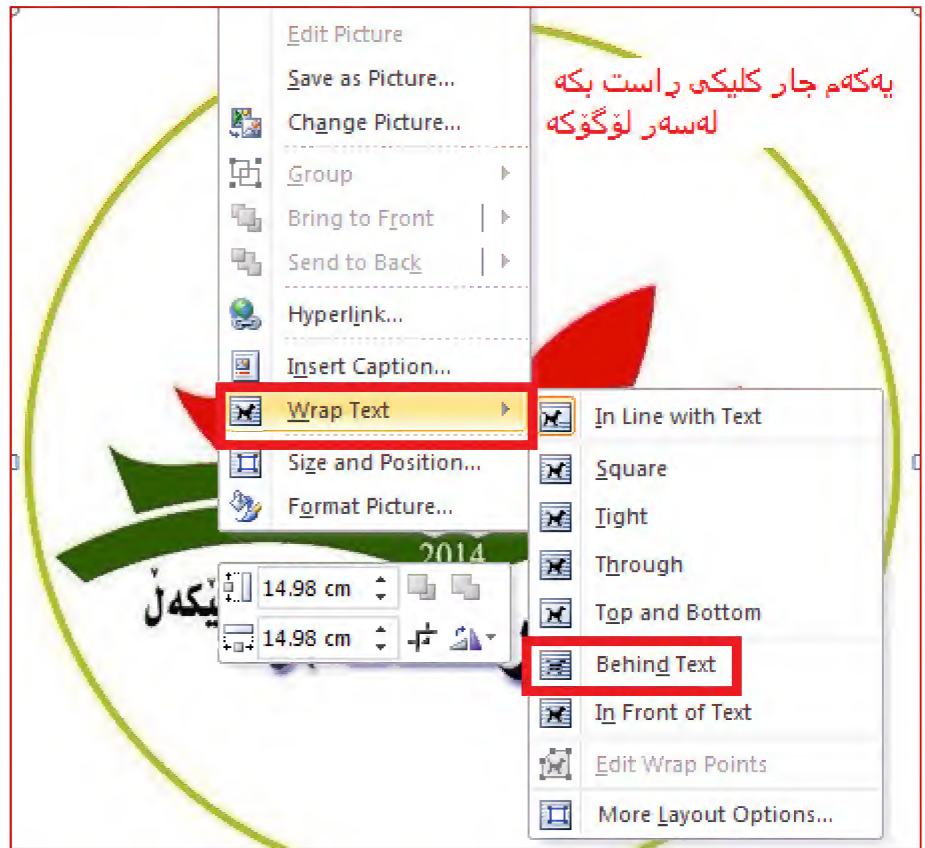 Edit Picture
Save as Picture...
Change Picture...
Group
Bring to Front
Send to Back
Hyperlink...
Insert Caption...
Wrap Text
Size and Position...
Format Picture...
یەکەم جار کلیکی ڕاست بکە
لەسەر لۆگۆکە
In Line with Text
Square
Tight
Through
Top and Bottom
Behind Text
In Front of Text
Edit Wrap Points
More Layout Options...
2014
14.98 cm
14.98 cm